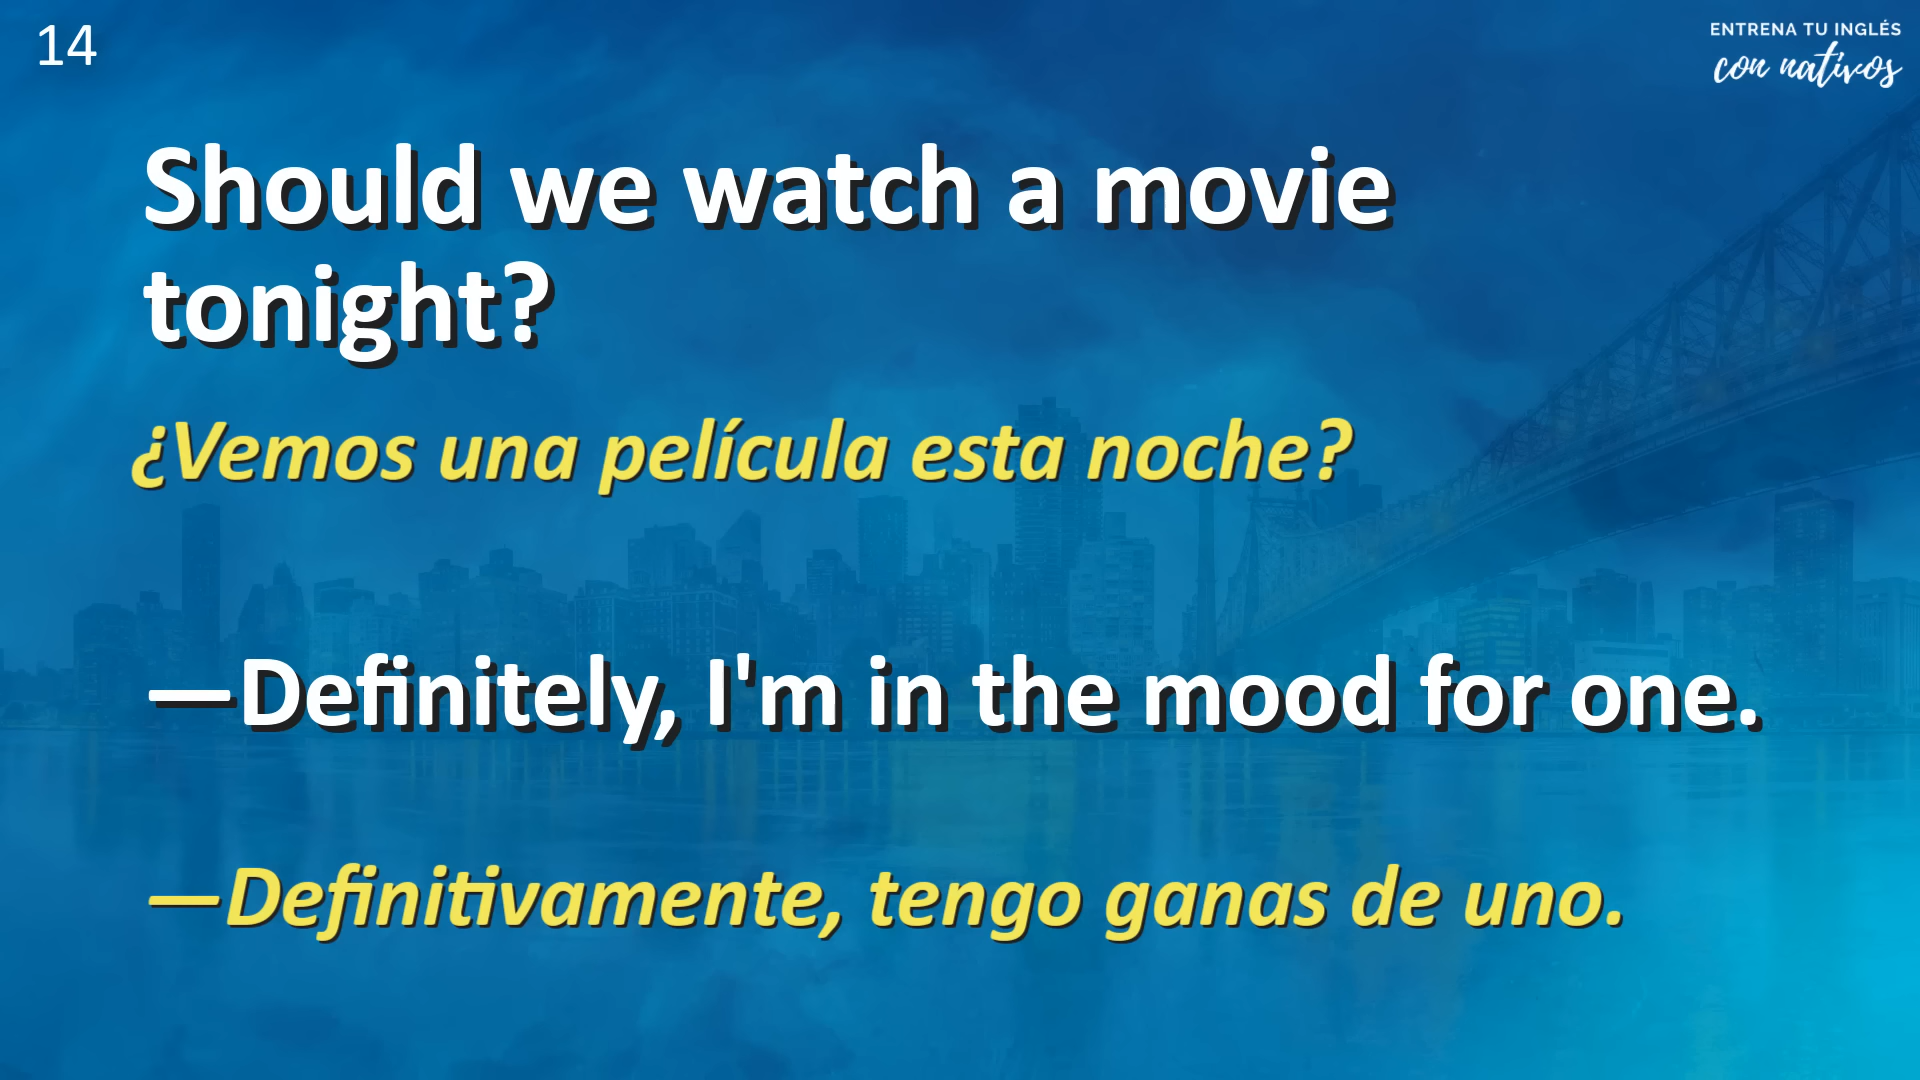 14
ENTRENA TU INGLÉS
con nativos
Should we watch a movie
tonight?
¿Vemos una película esta noche?
—Definitely, I'm in the mood for one.
—Definitivamente, tengo ganas de uno.